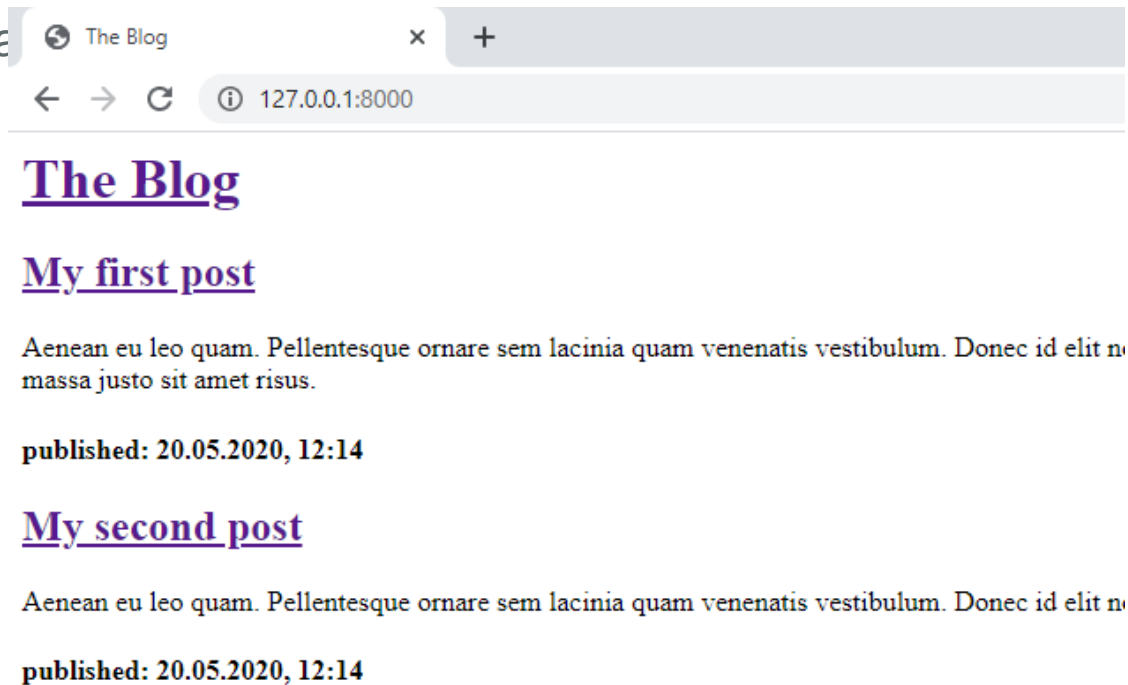 The Blog
127.0.0.1:8000
The Blog
My first post
Aenean eu leo quam. Pellentesque ornare sem lacinia quam venenatis vestibulum. Donec id elit
massa justo sit amet risus.
published: 20.05.2020, 12:14
My second post
Aenean eu leo quam. Pellentesque ornare sem lacinia quam venenatis vestibulum. Donec id elit
published: 20.05.2020, 12:14